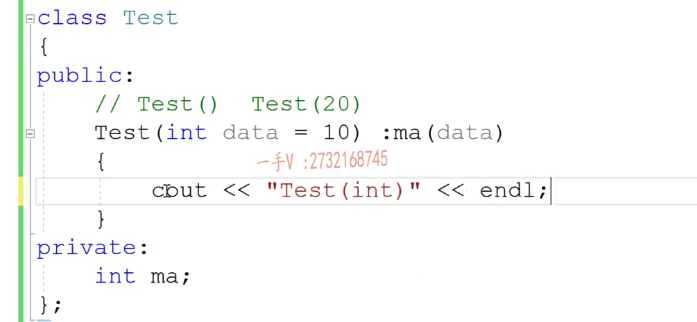 class Test
{
public:
// Test()  Test(20)
Test(int data = 10) :ma(data)
{
一手V :2732168745
cout << "Test(int)" << endl;
}
private:
int ma;
};